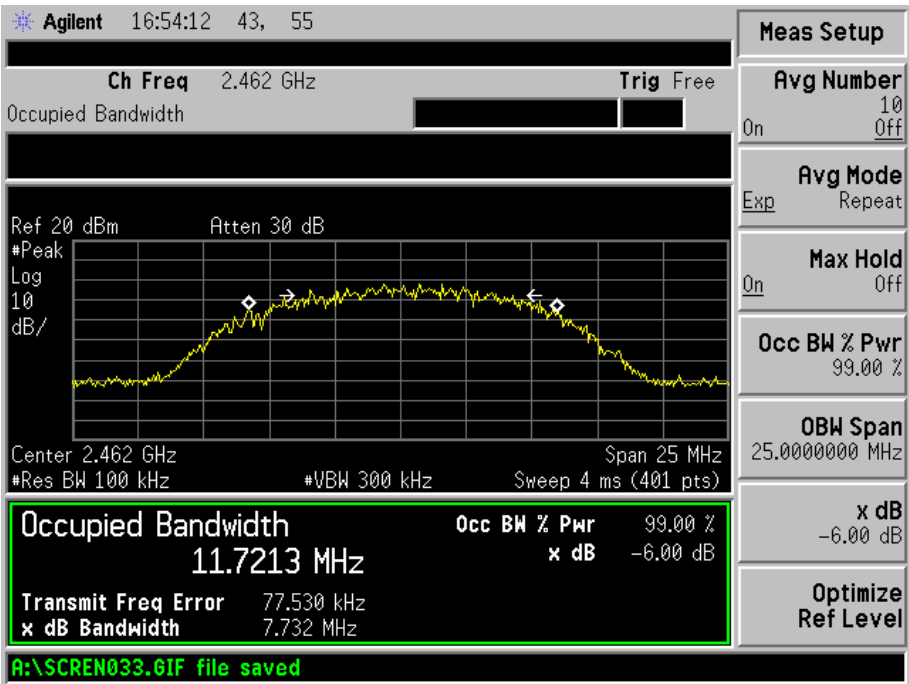 Agilent 16:54:12 43, 55
Ch Freq 2.462 GHz Trig Free
Occupied Bandwidth
Ref 20 dBm Atten 30 dB
#Peak
Log
10
dB/
Center 2.462 GHz Span 25 MHz
#Res BW 100 kHz #VBW 300 kHz Sweep 4 ms (401 pts)
Occupied Bandwidth Occ BW % Pwr 99.00 %
11.7213 MHz x dB -6.00 dB
Transmit Freq Error 77.530 kHz
x dB Bandwidth 7.732 MHz
A:\SCREN033.GIF file saved
Meas Setup
Avg Number
10
On Off
Avg Mode
Exp Repeat
Max Hold
On Off
Occ BW % Pwr
99.00 %
OBW Span
25.0000000 MHz
x dB
-6.00 dB
Optimize
Ref Level